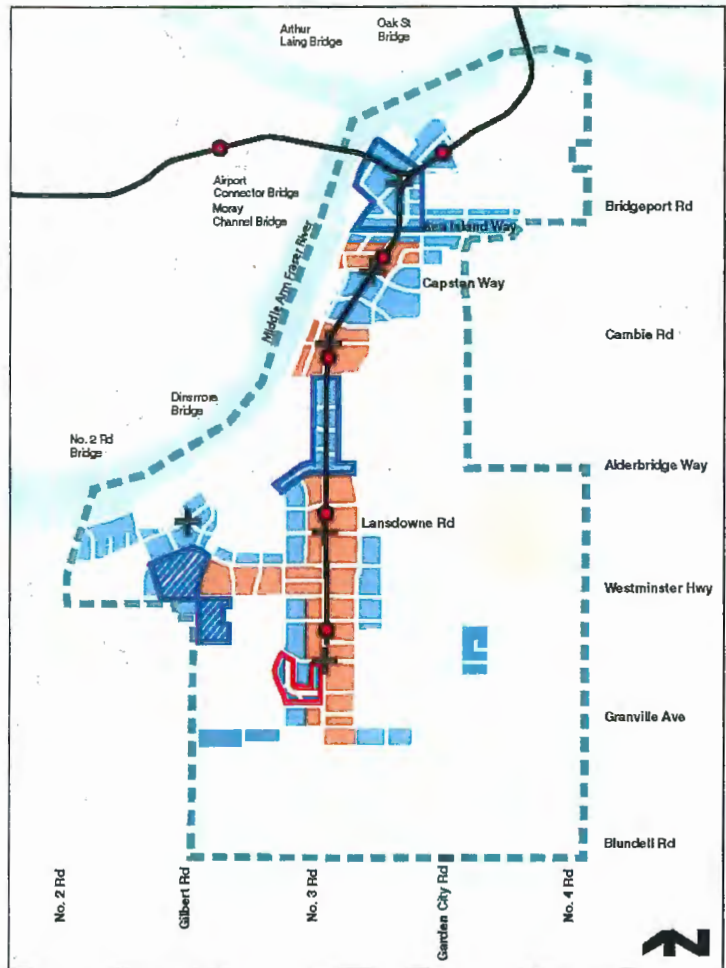 Arthur
Laing Bridge
Oak St
Bridge
Airport
Connector Bridge
Moray
Channel Bridge
Bridgeport Rd
Sea Island Way
Middle Arm Fraser River
Capstan Way
Cambie Rd
Dinsmore
Bridge
No. 2 Rd
Bridge
Alderbridge Way
Lansdowne Rd
Westminster Hwy
Granville Ave
Blundell Rd
No. 2 Rd
Gilbert Rd
No. 3 Rd
Garden City Rd
No. 4 Rd
N